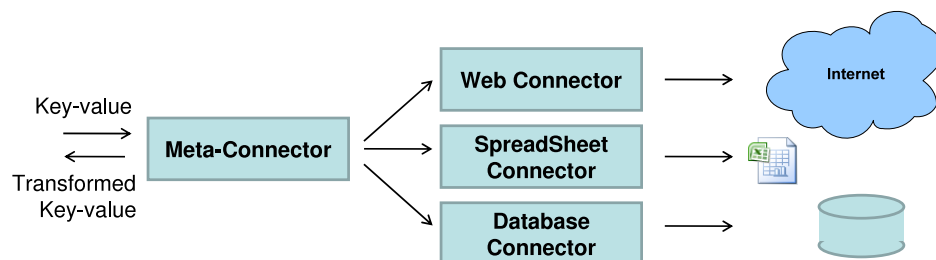 Key-value
Transformed
Key-value
Meta-Connector
Web Connector
SpreadSheet
Connector
Database
Connector
Internet